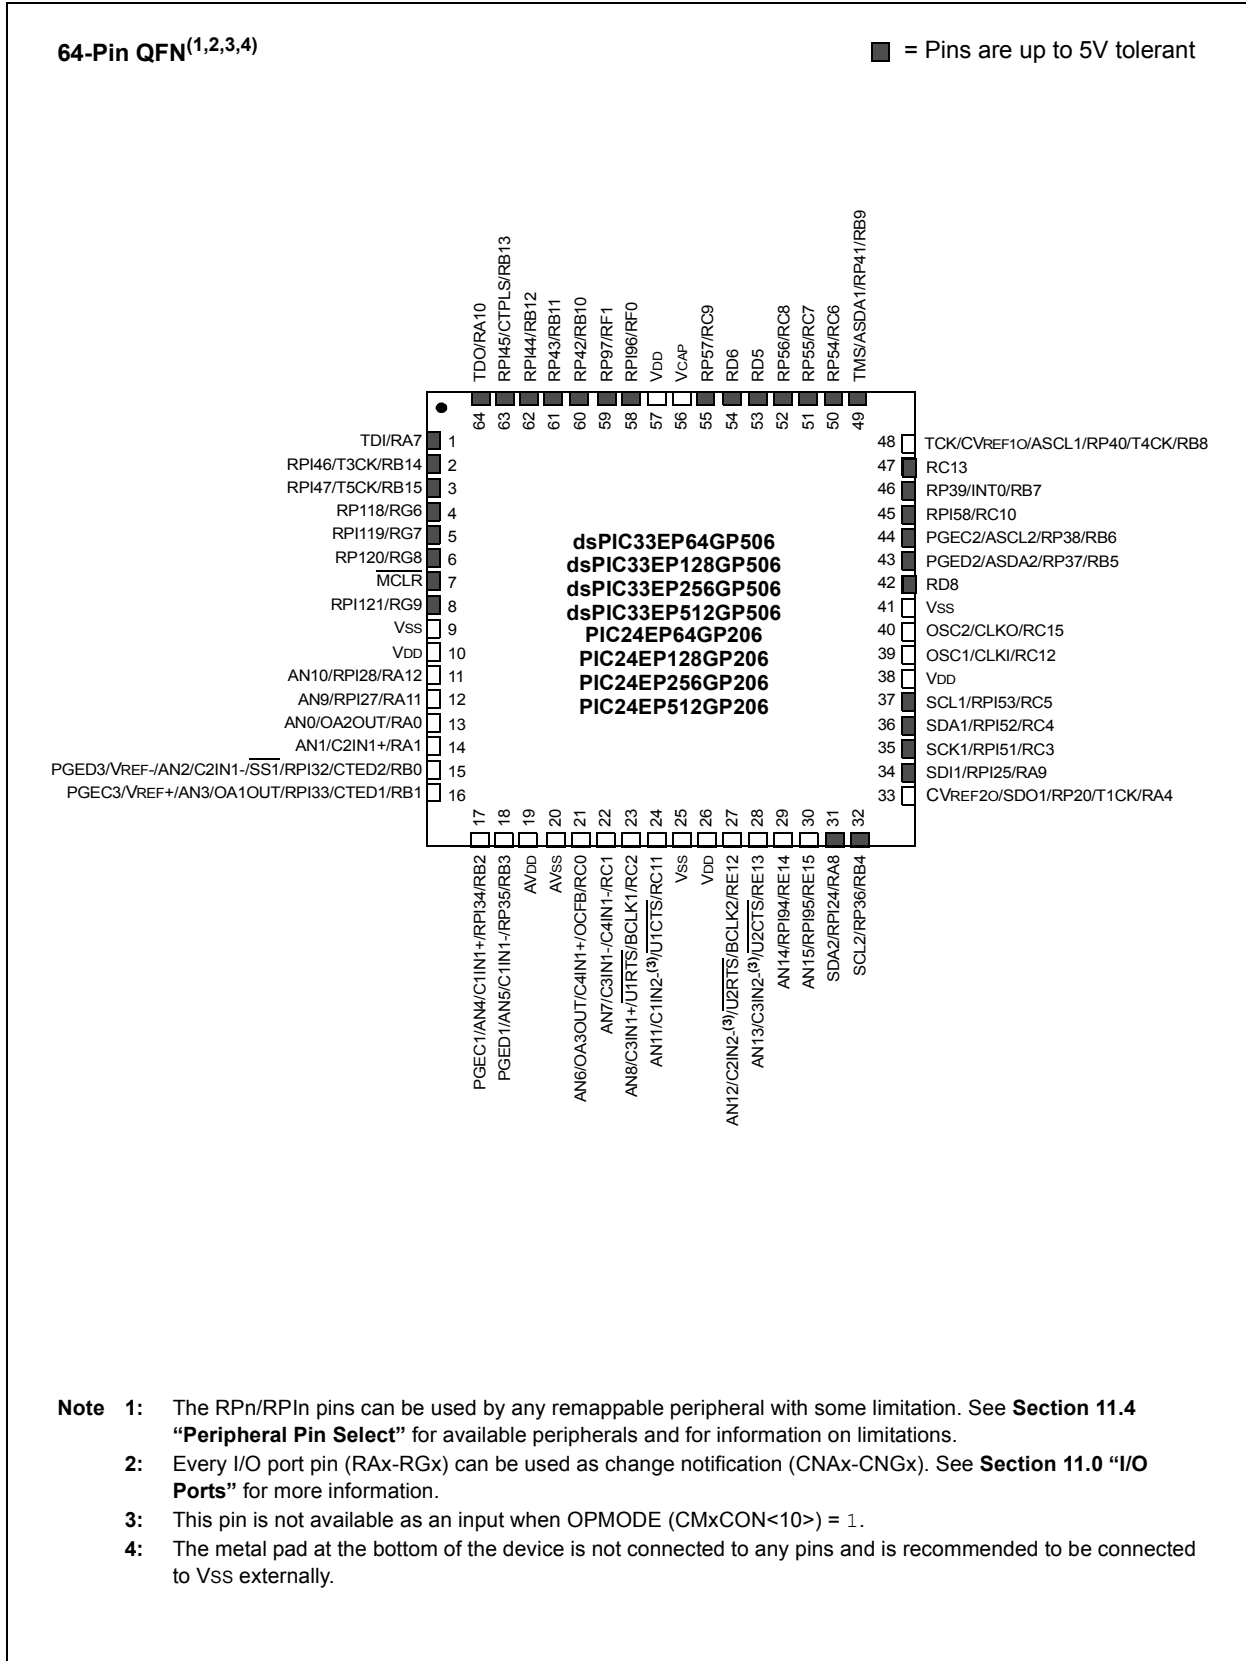 64-Pin QFN(1,2,3,4)
= Pins are up to 5V tolerant
TDO/RA10
RPI45/CTPLS/RB13
RPI44/RB12
RP43/RB11
RP42/RB10
RP97/RF1
RPI96/RF0
VDD
VCAP
RP57/RC9
RD6
RD5
RP56/RC8
RP55/RC7
RP54/RC6
TMS/ASDA1/RP41/RB9
64 63 62 61 60 59 58 57 56 55 54 53 52 51 50 49
TDI/RA7 1
RPI46/T3CK/RB14 2
RPI47/T5CK/RB15 3
RP118/RG6 4
RPI119/RG7 5
RP120/RG8 6
MCLR 7
RPI121/RG9 8
VSS 9
VDD 10
AN10/RPI28/RA12 11
AN9/RPI27/RA11 12
AN0/OA2OUT/RA0 13
AN1/C2IN1+/RA1 14
PGED3/VREF-/AN2/C2IN1-/SS1/RPI32/CTED2/RB0 15
PGEC3/VREF+/AN3/OA1OUT/RPI33/CTED1/RB1 16
dsPIC33EP64GP506
dsPIC33EP128GP506
dsPIC33EP256GP506
dsPIC33EP512GP506
PIC24EP64GP206
PIC24EP128GP206
PIC24EP256GP206
PIC24EP512GP206
48 TCK/CVREF1O/ASCL1/RP40/T4CK/RB8
47 RC13
46 RP39/INT0/RB7
45 RPI58/RC10
44 PGEC2/ASCL2/RP38/RB6
43 PGED2/ASDA2/RP37/RB5
42 RD8
41 VSS
40 OSC2/CLKO/RC15
39 OSC1/CLKI/RC12
38 VDD
37 SCL1/RPI53/RC5
36 SDA1/RPI52/RC4
35 SCK1/RPI51/RC3
34 SDI1/RPI25/RA9
33 CVREF2O/SDO1/RP20/T1CK/RA4
17 18 19 20 21 22 23 24 25 26 27 28 29 30 31 32
PGEC1/AN4/C1IN1+/RPI34/RB2
PGED1/AN5/C1IN1-/RP35/RB3
AVDD
AVSS
AN6/OA3OUT/C4IN1+/OCFB/RC0
AN7/C3IN1-/C4IN1-/RC1
AN8/C3IN1+/U1RTS/BCLK1/RC2
AN11/C1IN2-(3)/U1CTS/RC11
VSS
VDD
AN12/C2IN2-(3)/U2RTS/BCLK2/RE12
AN13/C3IN2-(3)/U2CTS/RE13
AN14/RPI94/RE14
AN15/RPI95/RE15
SDA2/RPI24/RA8
SCL2/RP36/RB4
Note 1: The RPn/RPIn pins can be used by any remappable peripheral with some limitation. See Section 11.4
“Peripheral Pin Select” for available peripherals and for information on limitations.
2: Every I/O port pin (RAx-RGx) can be used as change notification (CNAx-CNGx). See Section 11.0 “I/O
Ports” for more information.
3: This pin is not available as an input when OPMODE (CMxCON<10>) = 1.
4: The metal pad at the bottom of the device is not connected to any pins and is recommended to be connected
to VSS externally.